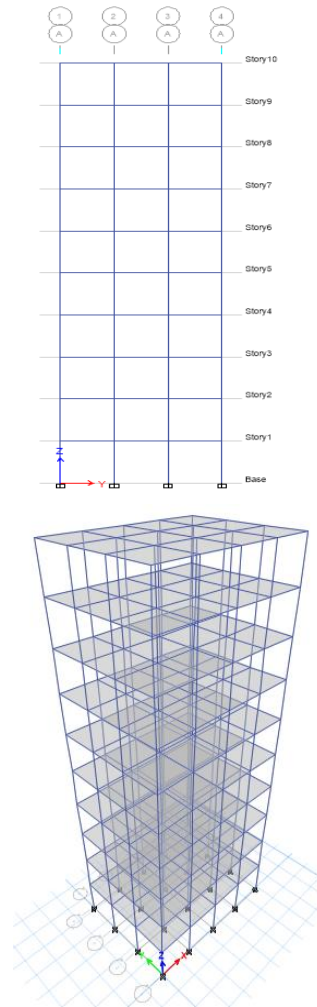 1 2 3 4
A A A A
Story10
Story9
Story8
Story7
Story6
Story5
Story4
Story3
Story2
Story1
Z
Y
Base
Y Z X